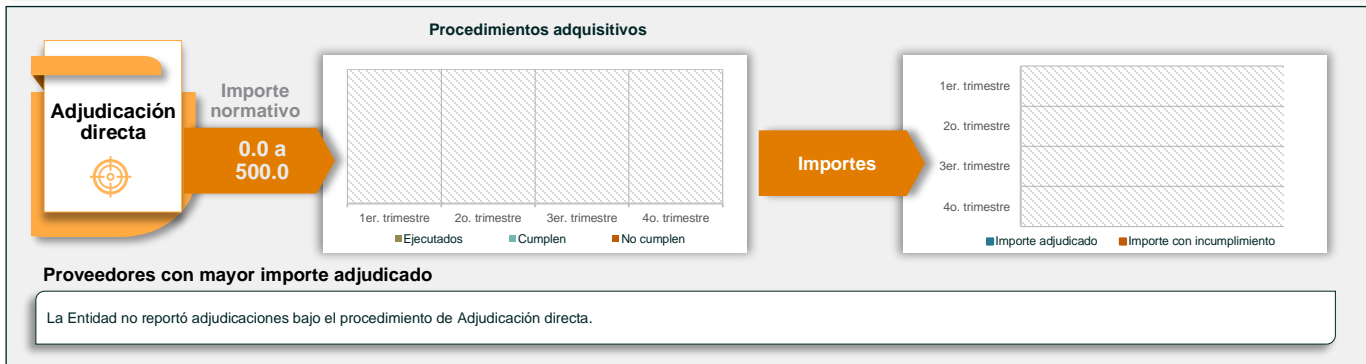 Procedimientos adquisitivos
Adjudicación
directa
Importe
normativo
0.0 a
500.0
1er. trimestre 2o. trimestre 3er. trimestre 4o. trimestre
Ejecutados Cumplen No cumplen
Importes
1er. trimestre
2o. trimestre
3er. trimestre
4o. trimestre
Importe adjudicado Importe con incumplimiento
Proveedores con mayor importe adjudicado
La Entidad no reportó adjudicaciones bajo el procedimiento de Adjudicación directa.